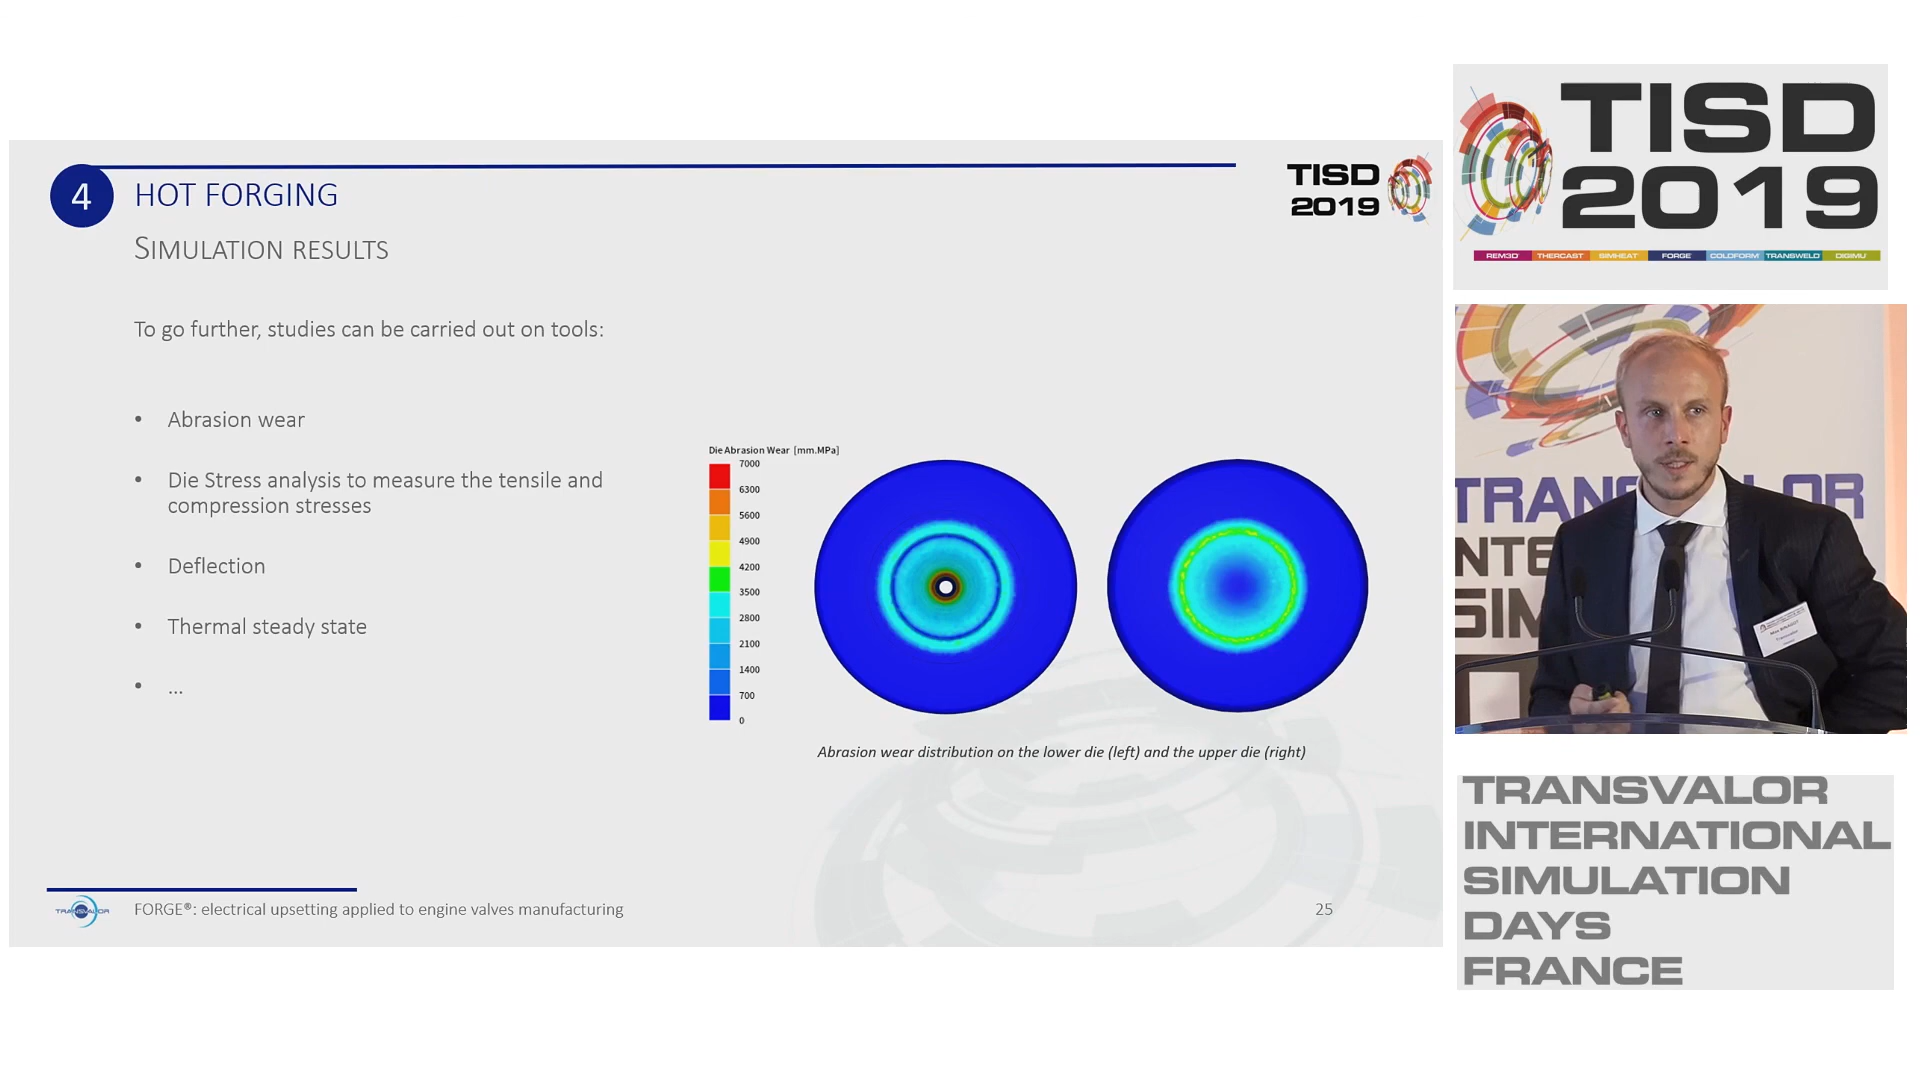 4
HOT FORGING
SIMULATION RESULTS
TISD
2019
To go further, studies can be carried out on tools:
• Abrasion wear
• Die Stress analysis to measure the tensile and
compression stresses
• Deflection
• Thermal steady state
• ...
Die Abrasion Wear [mm.MPa]
7000
6300
5600
4900
4200
3500
2800
2100
1400
700
0
Abrasion wear distribution on the lower die (left) and the upper die (right)
TRANSVALOR
FORGE®: electrical upsetting applied to engine valves manufacturing
25
TISD
2019
REM3D® THERCAST SIMHEAT FORGE COLDFORM TRANSWELD DIGIMU
TRANSVALOR
INTE
SIM
TRANSVALOR
INTERNATIONAL
SIMULATION
DAYS
FRANCE